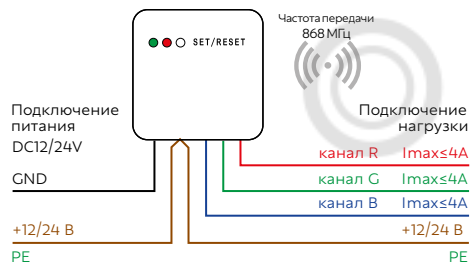 Частота передачи
868 МГц
SET/RESET
Подключение
питания
DC12/24V
GND
+12/24 В
PE
Подключение
нагрузки
канал R Imax≤4A
канал G Imax≤4A
канал B Imax≤4A
+12/24 В
PE